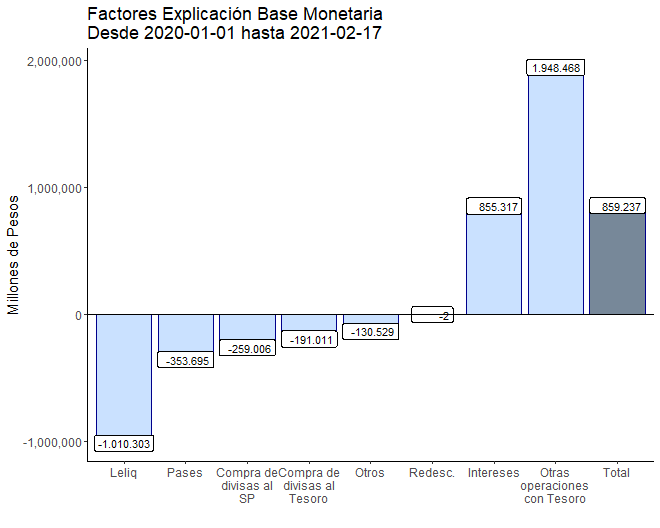 Factores Explicación Base Monetaria
Desde 2020-01-01 hasta 2021-02-17
Millones de Pesos
2,000,000
1,000,000
0
-1,000,000
-1.010.303
-353.695
-259.006
-191.011
-130.529
-2
855.317
1.948.468
859.237
Leliq
Pases
Compra de
divisas al
SP
Compra de
divisas al
Tesoro
Otros
Redesc.
Intereses
Otras
operaciones
con Tesoro
Total